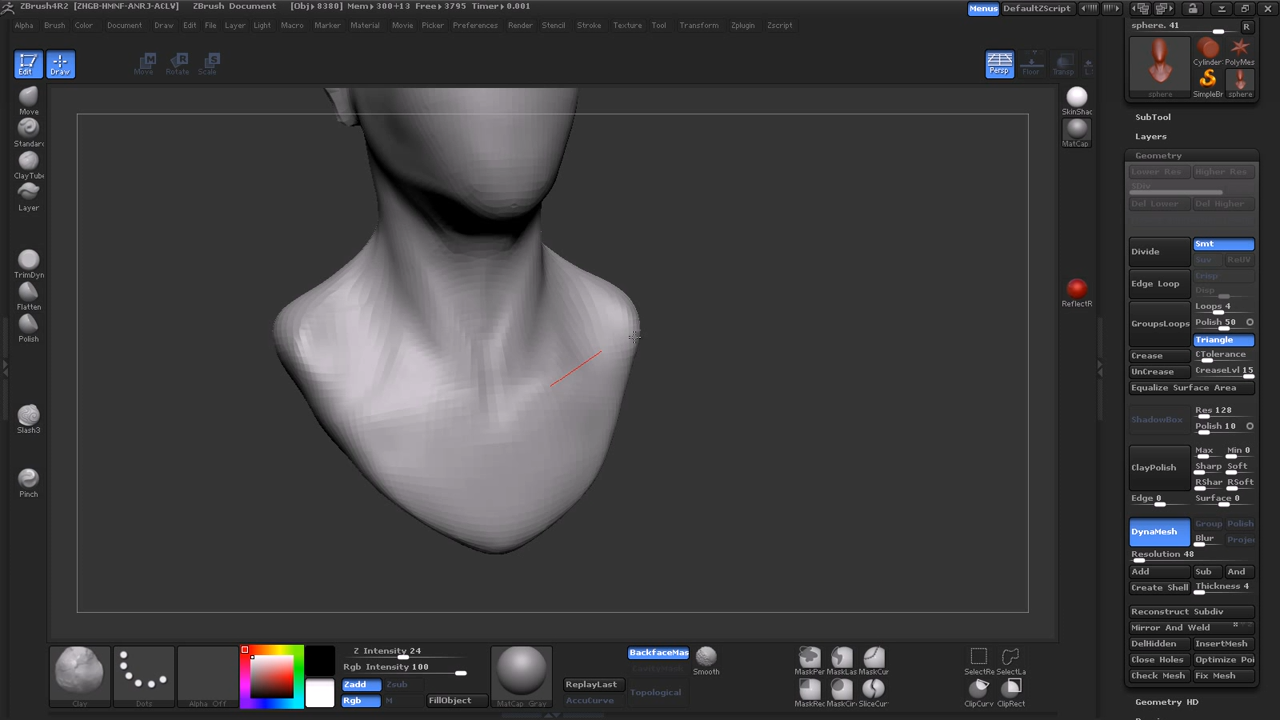 ZBrush4R2 [ZHGB-HMNF-ANRJ-ACLV] ZBrush Document [Obj▸8380] Mem▸300+13 Free▸3795 Timer▸0.001
Menus DefaultZScript
Alpha Brush Color Document Draw Edit File Layer Light Macro Marker Material Movie Picker Preferences Render Stencil Stroke Texture Tool Transform Zplugin Zscript
sphere. 41 R
Edit Draw Move Rotate Scale Persp Floor Transp
Cylinder PolyMes
SimpleBr sphere
sphere
Move
Standard
ClayTube
Layer
TrimDyn
Flatten
Polish
Slash3
Pinch
SkinShad
MatCap
ReflectR
SubTool
Layers
Geometry
Lower Res Higher Res
SDiv
Del Lower Del Higher
Divide Smt
Suv ReUV
Edge Loop Crisp
Disp
GroupsLoops Loops 4
Polish 50
Triangle
Crease CTolerance
UnCrease CreaseLvl 15
Equalize Surface Area
ShadowBox Res 128
Polish 10
ClayPolish Max Min 0
Sharp Soft
RShar RSoft
Edge 0 Surface 0
DynaMesh Group Polish
Blur Proje
Resolution 48
Add Sub And
Create Shell Thickness 4
Reconstruct Subdiv
Mirror And Weld
DelHidden InsertMesh
Close Holes Optimize Poi
Check Mesh Fix Mesh
Geometry HD
Clay Dots Alpha Off
Z Intensity 24
Rgb Intensity 100
Zadd Zsub
Rgb M FillObject
MatCap Gray
ReplayLast
AccuCurve
BackfaceMas
Topological
Smooth
MaskPer MaskLas MaskCur
MaskRec MaskCirc SliceCur
SelectRe SelectLa
ClipCurv ClipRect